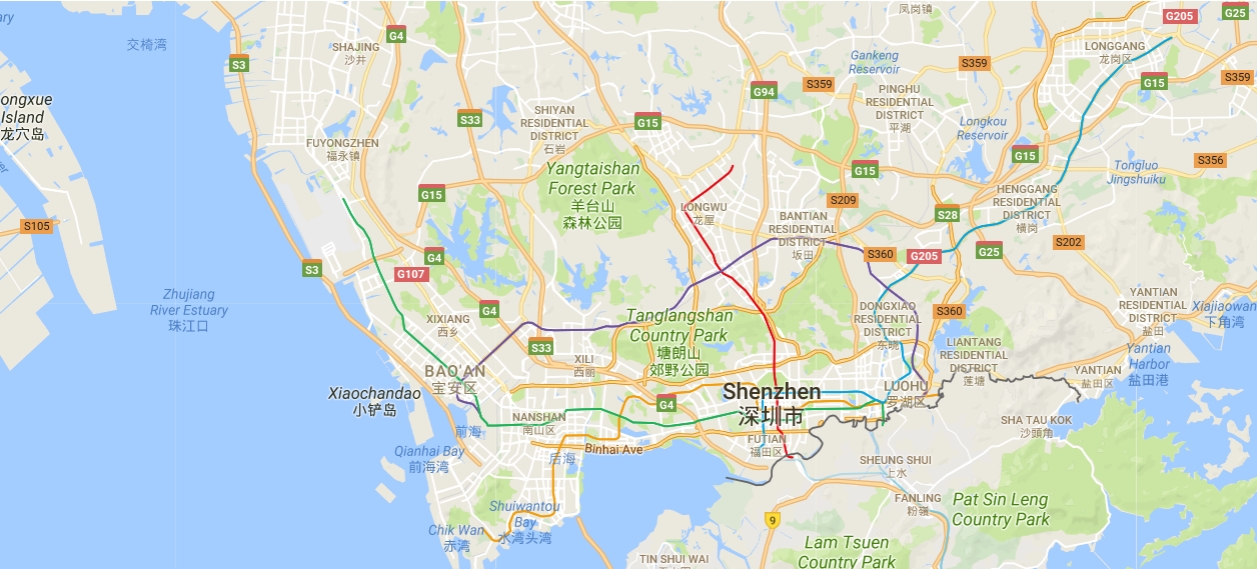 ary
交椅湾
SHAJING
沙井
G4
S3
凤岗镇
G205
G25
Gankeng
Reservoir
S359
LONGGANG
龙岗区
G15
S359
ongxue
Island
龙穴岛
S33
SHIYAN
RESIDENTIAL
DISTRICT
石岩
G15
G94
S359
PINGHU
RESIDENTIAL
DISTRICT
平湖
Longkou
Reservoir
FUYONGZHEN
福永镇
G15
Yangtaishan
Forest Park
羊台山
森林公园
G15
G15
Tongluo
Jingshuiku
S356
S105
LONGWU
龙屋
S209
BANTIAN
RESIDENTIAL
DISTRICT
坂田
S28
HENGGANG
RESIDENTIAL
DISTRICT
横岗
S3
G4
G107
S360
G205
G25
S202
Zhujiang
River Estuary
珠江口
XIXIANG
西乡
G4
Tanglangshan
Country Park
塘朗山
郊野公园
DONGXIAO
RESIDENTIAL
DISTRICT
东晓
S360
YANTIAN
RESIDENTIAL
DISTRICT
盐田
Xiajiaowan
下角湾
S33
XILI
西丽
LIANTANG
RESIDENTIAL
DISTRICT
莲塘
Yantian
Harbor
盐田港
BAO'AN
宝安区
YANTIAN
盐田区
Xiaochandao
小铲岛
Shenzhen
深圳市
LUOHU
罗湖区
G4
NANSHAN
南山区
SHA TAU KOK
沙頭角
前海
Qianhai Bay
前海湾
后海
Binhai Ave
FUTIAN
福田区
SHEUNG SHUI
上水
FANLING
粉嶺
Pat Sin Leng
Country Park
Shuiwantou
Bay
水湾头湾
Chik Wan
赤湾
9
Lam Tsuen
Country Park
TIN SHUI WAI